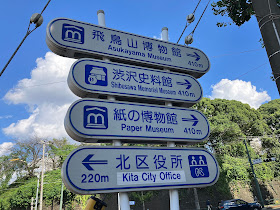 飛鳥山博物館
Asukayama Museum
410m
渋沢史料館
Shibusawa Memorial Museum
410m
紙の博物館
Paper Museum
410m
北区役所
220m
Kita City Office